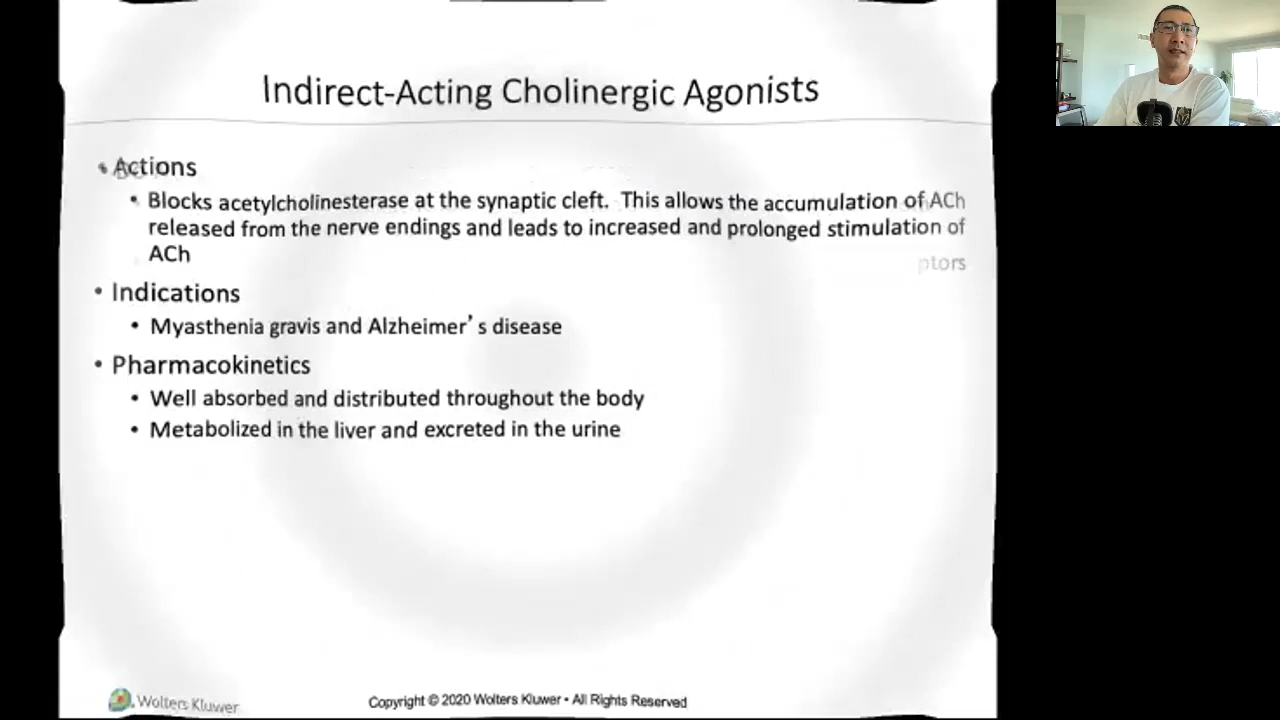 Indirect-Acting Cholinergic Agonists
• Actions
• Blocks acetylcholinesterase at the synaptic cleft. This allows the accumulation of ACh
released from the nerve endings and leads to increased and prolonged stimulation of
ACh
ptors
• Indications
• Myasthenia gravis and Alzheimer's disease
• Pharmacokinetics
• Well absorbed and distributed throughout the body
• Metabolized in the liver and excreted in the urine
Wolters Kluwer
Copyright © 2020 Wolters Kluwer • All Rights Reserved